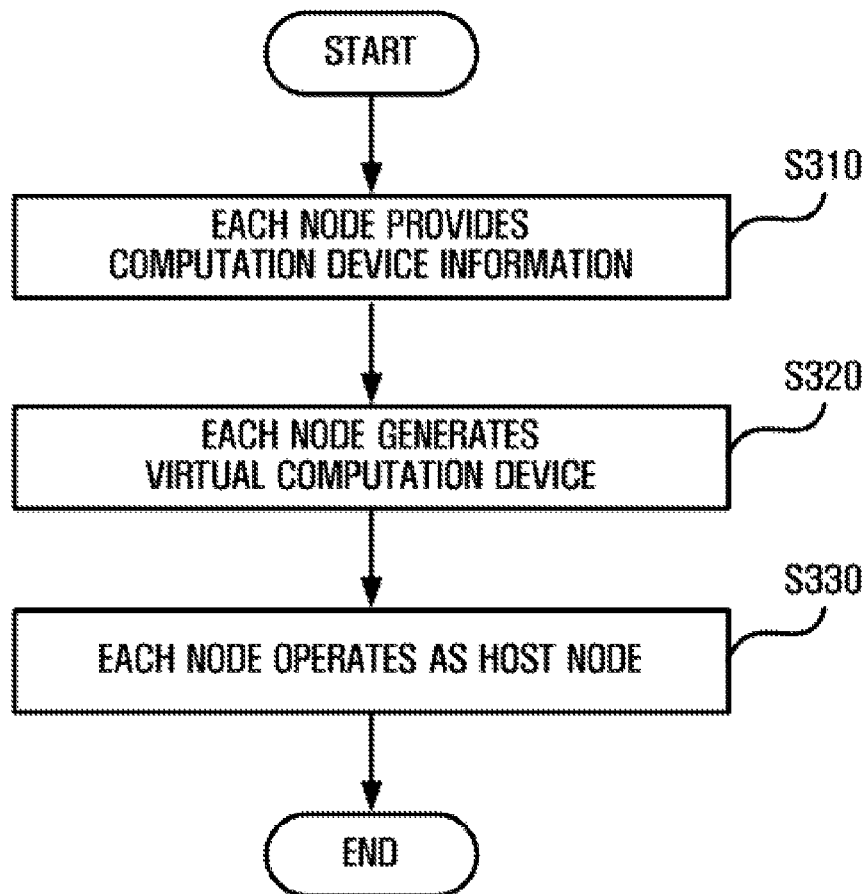 START
S310
EACH NODE PROVIDES
COMPUTATION DEVICE INFORMATION
S320
EACH NODE GENERATES
VIRTUAL COMPUTATION DEVICE
S330
EACH NODE OPERATES AS HOST NODE
END